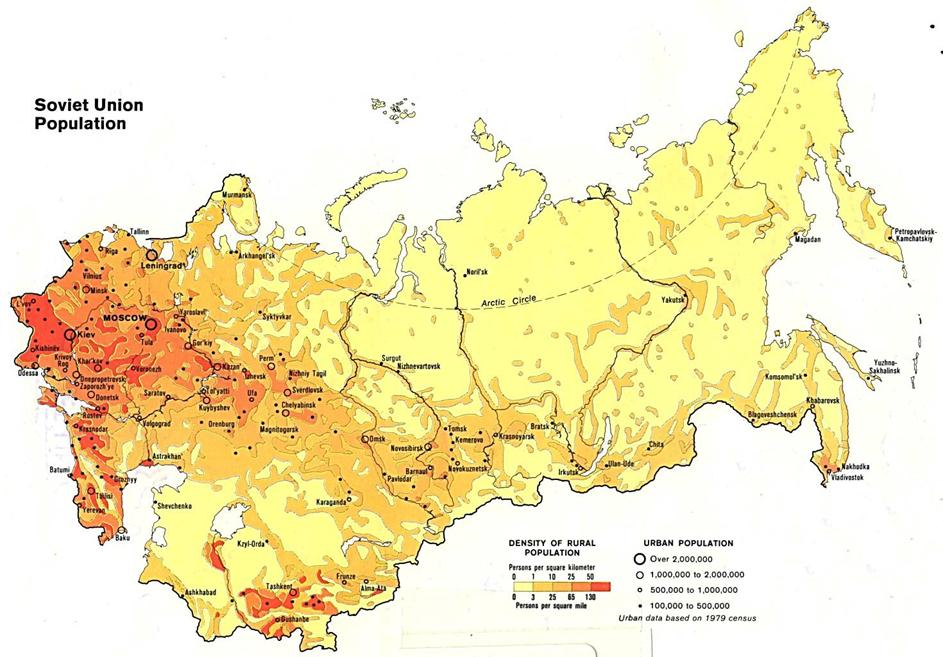 Soviet Union
Population
Murmansk
Tallinn
Riga
Leningrad
Arkhangel'sk
Vilnius
Minsk
Noril'sk
Magadan
Petropavlovsk-
Kamchatskiy
Arctic Circle
Yakutsk
L'vov
MOSCOW
Yaroslavl'
Ivanovo
Syktyvkar
Kiev
Tula
Gor'kiy
Kishinëv
Krivoy
Rog
Khar'kov
Voronezh
Kazan'
Perm'
Izhevsk
Nizhniy Tagil
Surgut
Nizhnevartovsk
Odessa
Dnepropetrovsk
Zaporozh'ye
Donetsk
Saratov
Tol'yatti
Kuybyshev
Ufa
Sverdlovsk
Chelyabinsk
Yuzhno-
Sakhalinsk
Komsomol'sk
Khabarovsk
Rostov
Krasnodar
Volgograd
Orenburg
Magnitogorsk
Blagoveshchensk
Omsk
Novosibirsk
Tomsk
Kemerovo
Krasnoyarsk
Bratsk
Chita
Batumi
Astrakhan'
Groznyy
Barnaul
Novokuznetsk
Pavlodar
Irkutsk
Ulan-Ude
Nakhodka
Vladivostok
Tbilisi
Yerevan
Baku
Shevchenko
Karaganda
Kzyl-Orda
Ashkhabad
Tashkent
Frunze
Alma-Ata
Dushanbe
DENSITY OF RURAL
POPULATION
Persons per square kilometer
0 1 10 25 50
0 3 25 65 130
Persons per square mile
URBAN POPULATION
Over 2,000,000
1,000,000 to 2,000,000
500,000 to 1,000,000
100,000 to 500,000
Urban data based on 1979 census